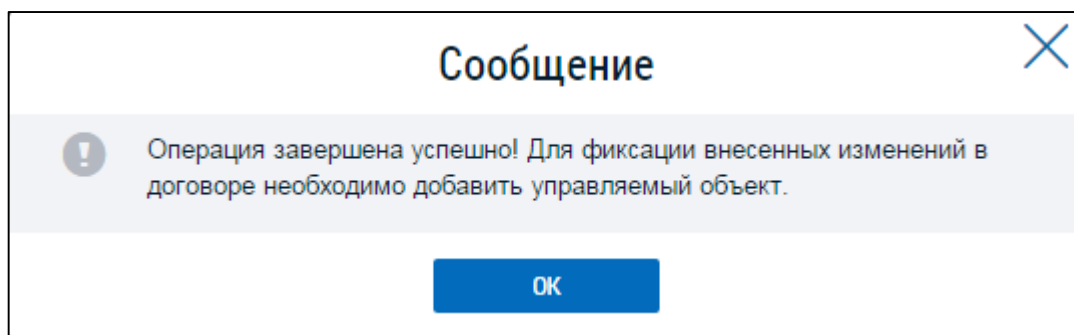 Сообщение
Операция завершена успешно! Для фиксации внесенных изменений в
договоре необходимо добавить управляемый объект.
ОК